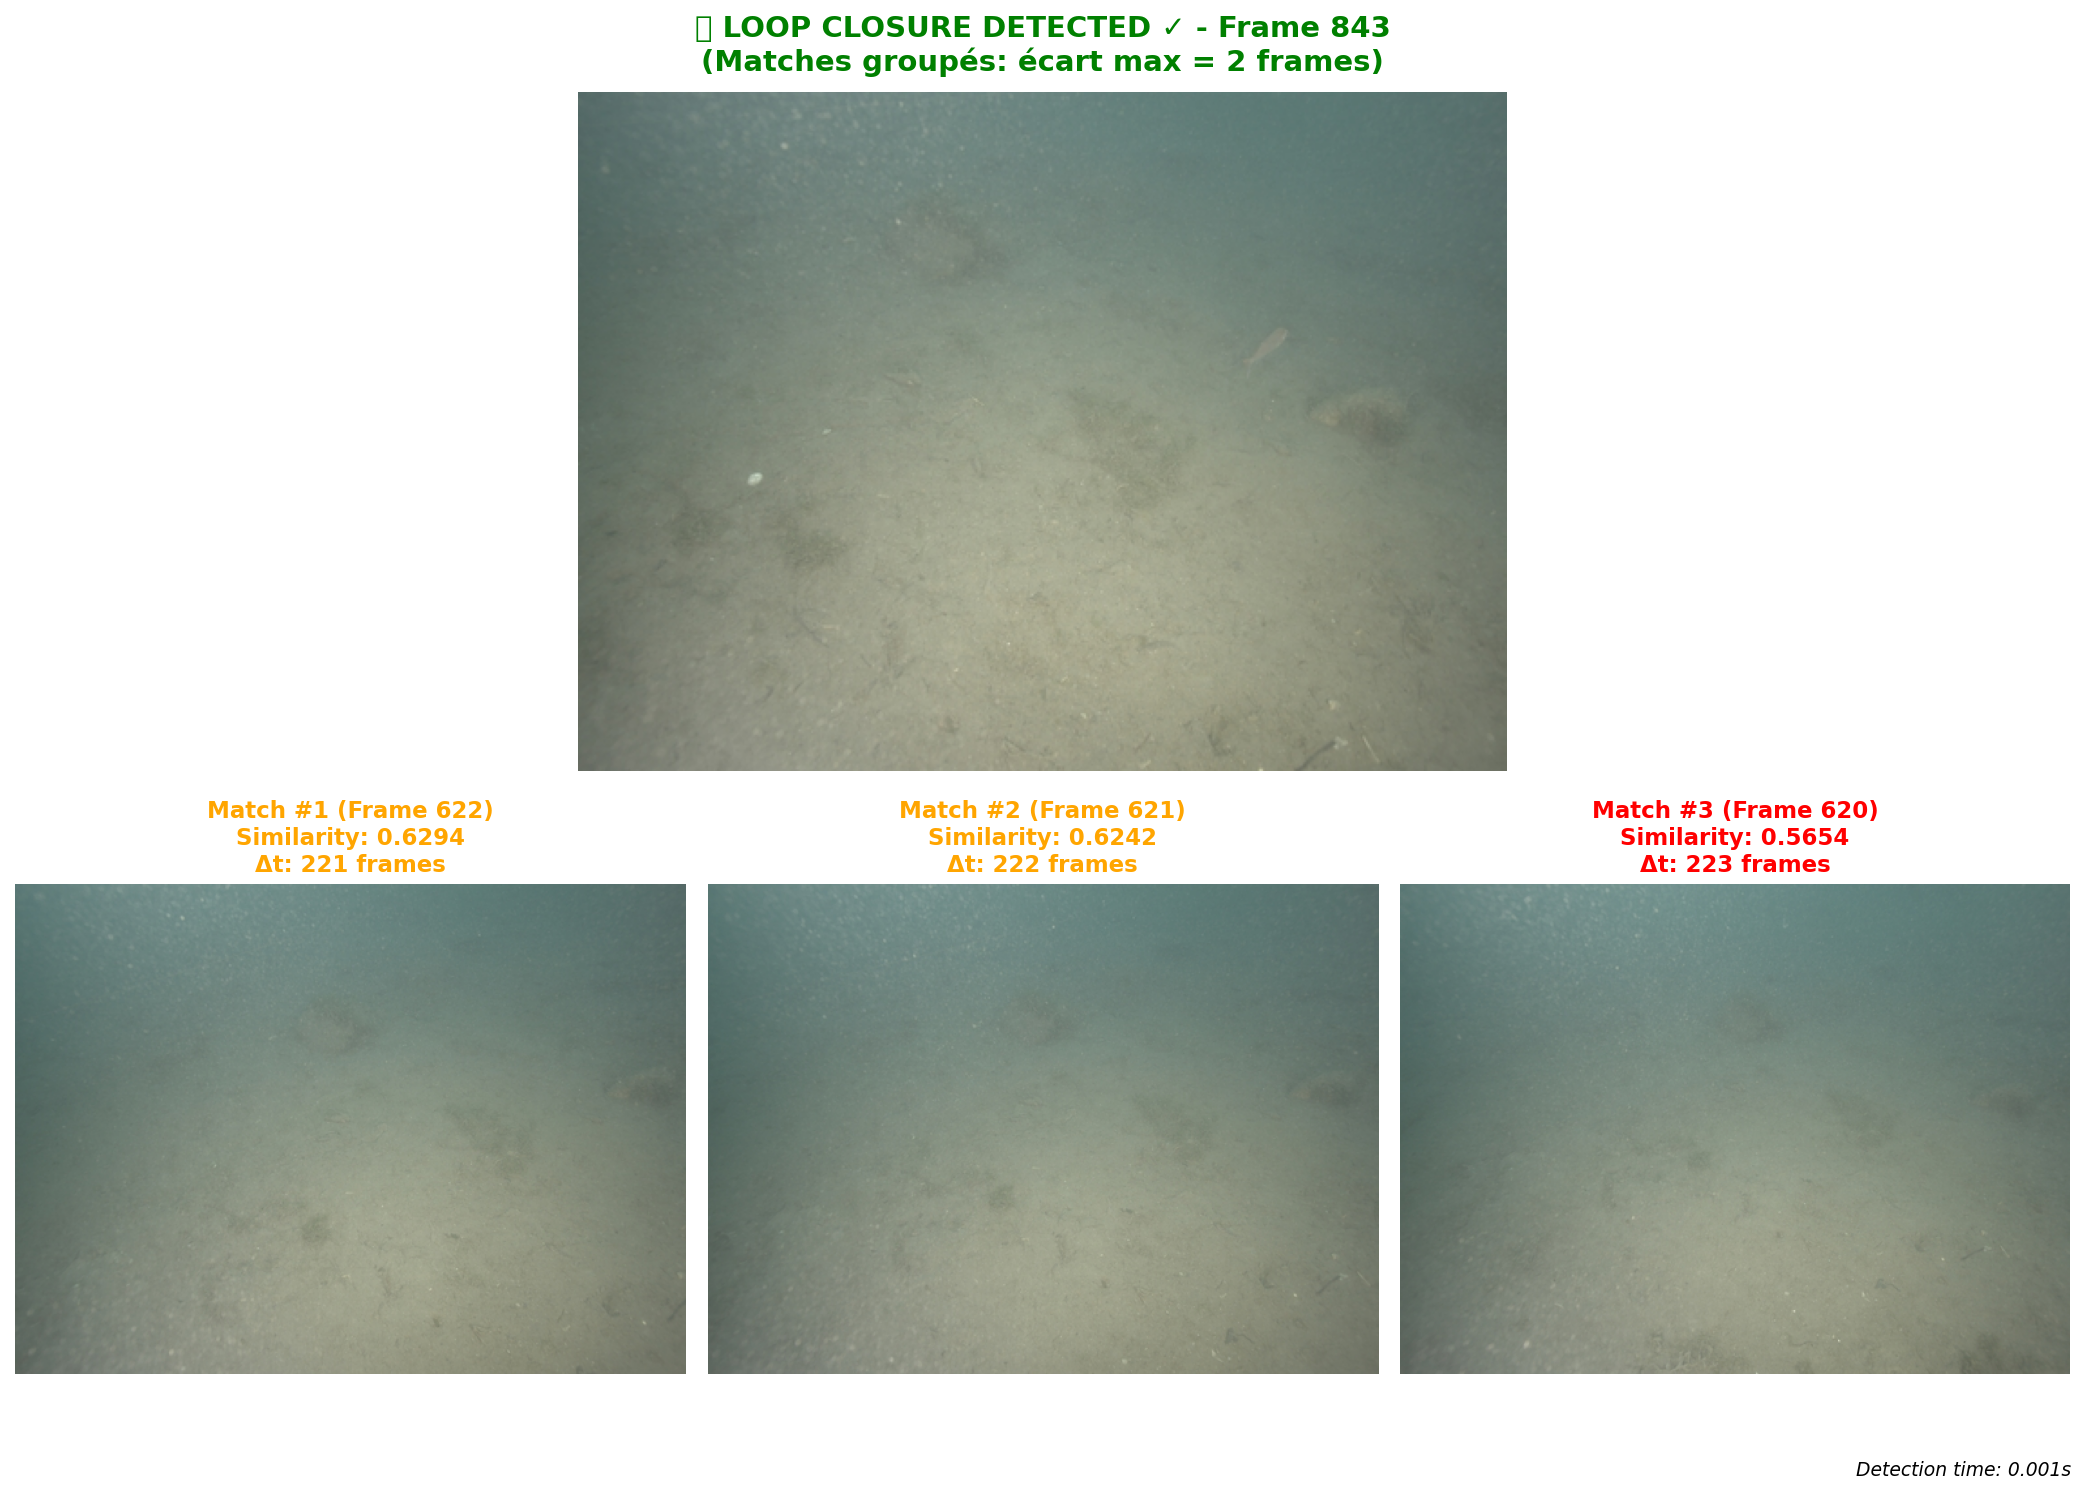 LOOP CLOSURE DETECTED ✓ - Frame 843
(Matches groupés: écart max = 2 frames)
Match #1 (Frame 622)
Similarity: 0.6294
Δt: 221 frames
Match #2 (Frame 621)
Similarity: 0.6242
Δt: 222 frames
Match #3 (Frame 620)
Similarity: 0.5654
Δt: 223 frames
Detection time: 0.001s